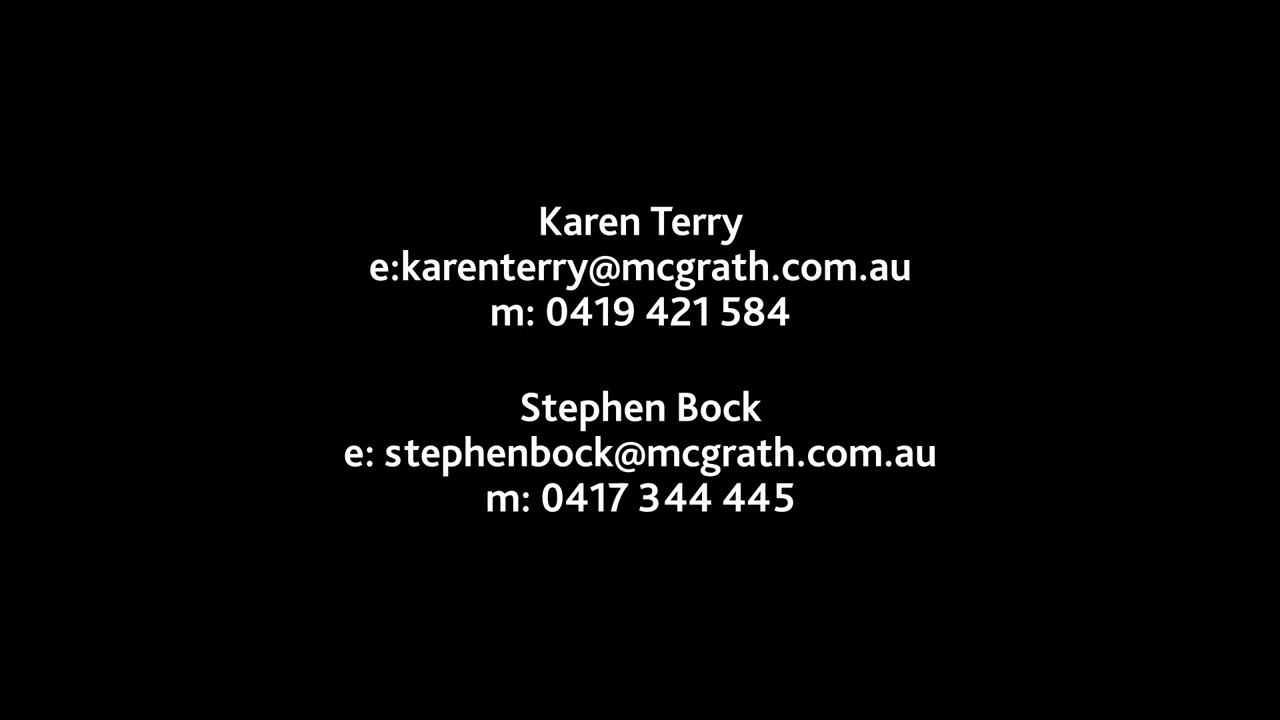 Karen Terry
e:karenterry@mcgrath.com.au
m: 0419 421 584
Stephen Bock
e: stephenbock@mcgrath.com.au
m: 0417 344 445